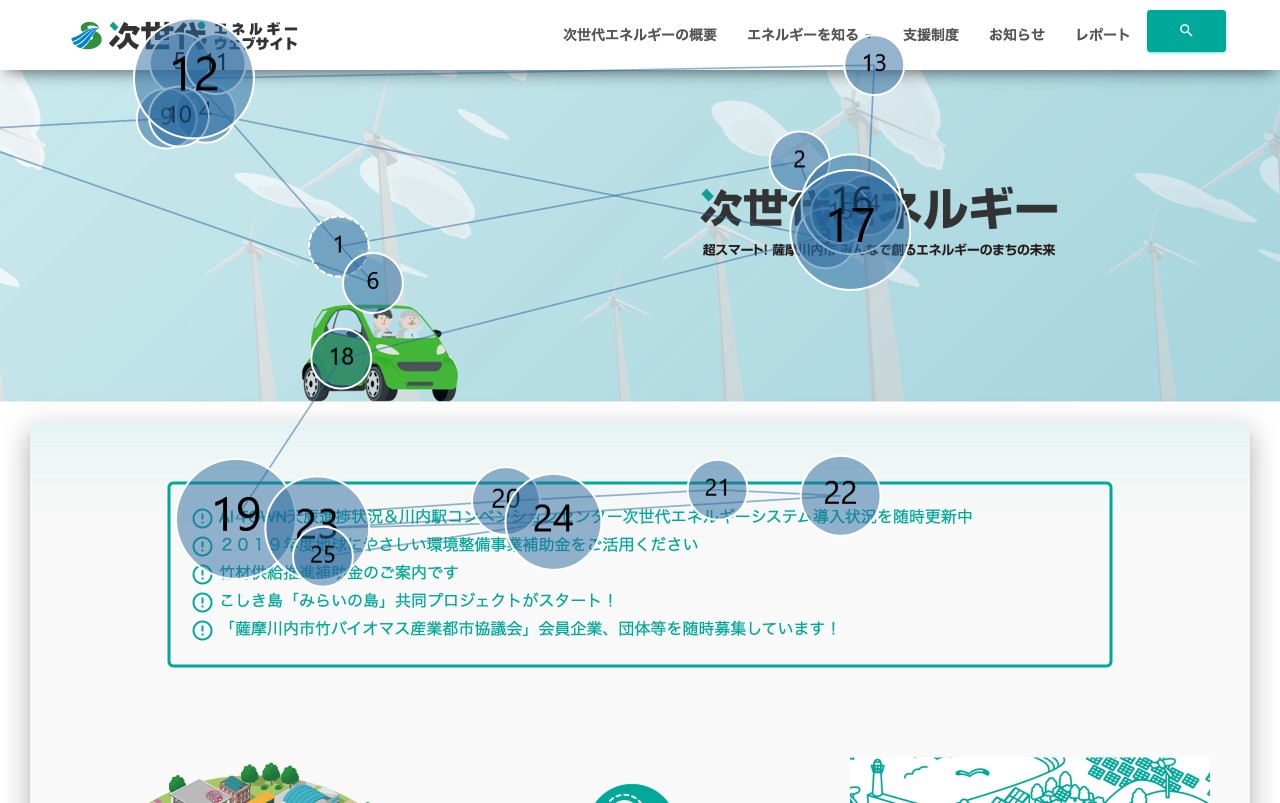 次世代 エネルギー
ウェブサイト
次世代エネルギーの概要 エネルギーを知る 支援制度 お知らせ レポート
12
13
10
9
4
2
16
17
1
6
18
次世代エネルギー
超スマート! 薩摩川内市 みんなで創るエネルギーのまちの未来
19
20
21
22
23
24
25
進捗状況&川内駅コンベンションセンター次世代エネルギーシステム導入状況を随時更新中
2019年度地球にやさしい環境整備事業補助金をご活用ください
竹材供給推進補助金のご案内です
こしき島「みらいの島」共同プロジェクトがスタート!
「薩摩川内市竹バイオマス産業都市協議会」会員企業、団体等を随時募集しています!